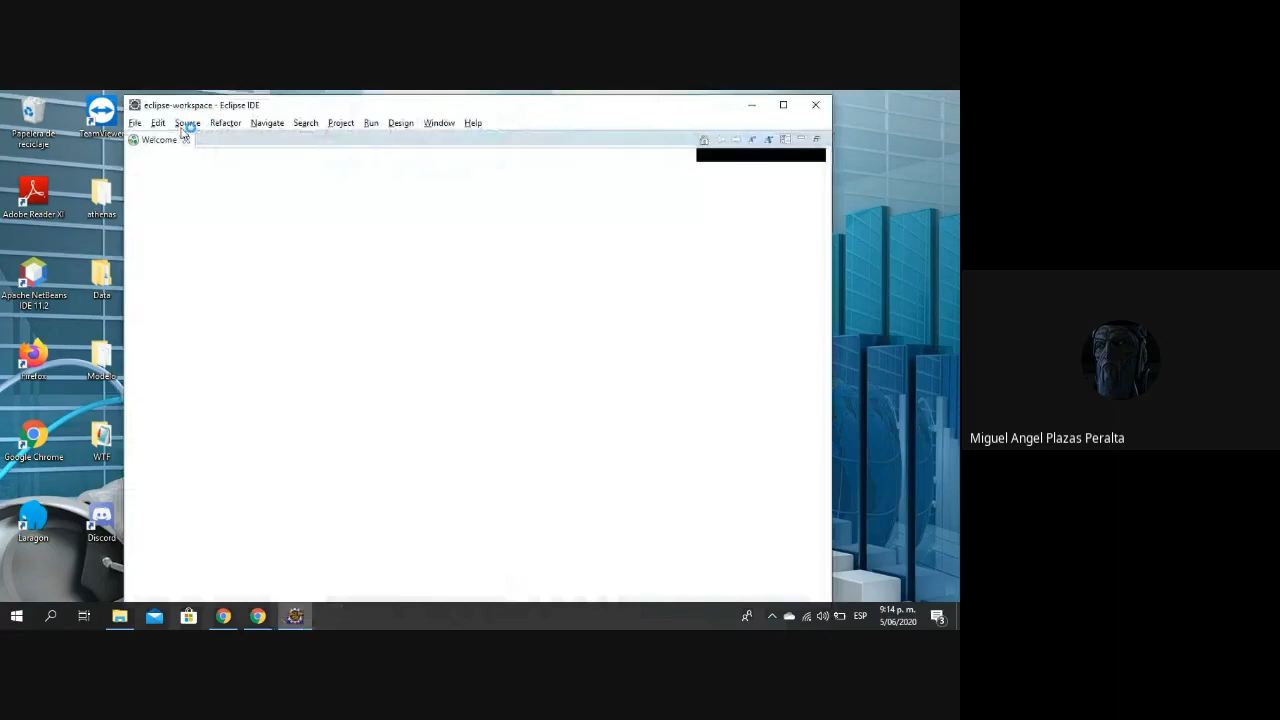 eclipse-workspace - Eclipse IDE
File Edit Source Refactor Navigate Search Project Run Design Window Help
Welcome
Papelera de
reciclaje
TeamViewer
Adobe Reader XI
athenas
Apache NetBeans
IDE 11.2
Data
Firefox
Modelo
Google Chrome
WTF
Laragon
Discord
Miguel Angel Plazas Peralta
ESP
9:14 p. m.
5/06/2020
3